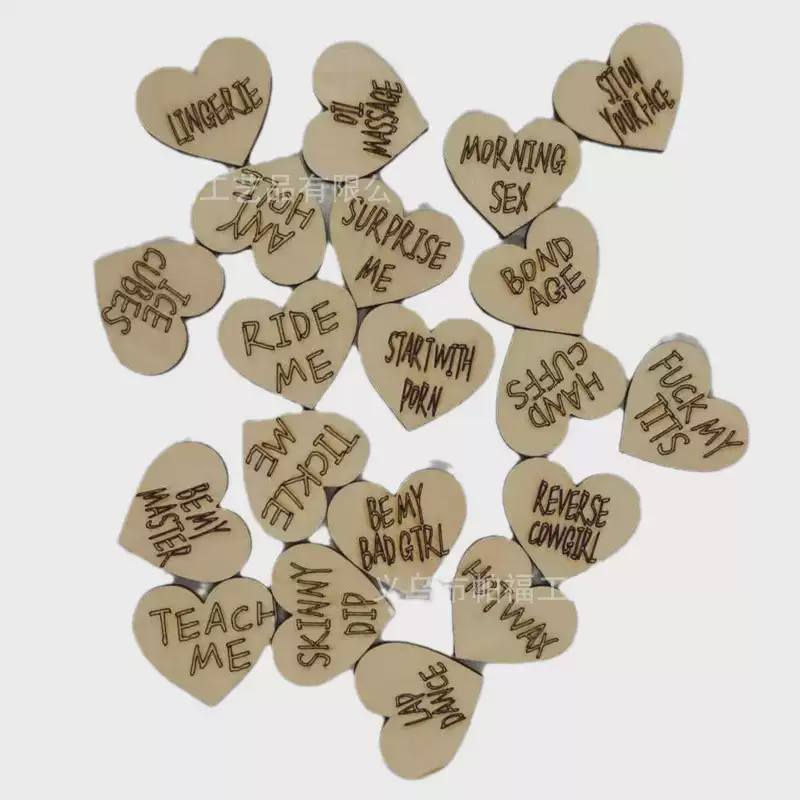 LINGERIE
OIL
MASSAGE
SIT ON
YOUR FACE
MORNING
SEX
工艺品有限公
ANY
HOLE
SURPRISE
ME
BOND
AGE
ICE
CUBES
RIDE
ME
START WITH
PORN
HAND
CUFFS
FUCK MY
TITS
TICKLE
ME
BE MY
MASTER
BE MY
BAD GIRL
REVERSE
COWGIRL
义乌市帕福工
HOT WAX
TEACH
ME
SKINNY
DIP
LAP
DANCE